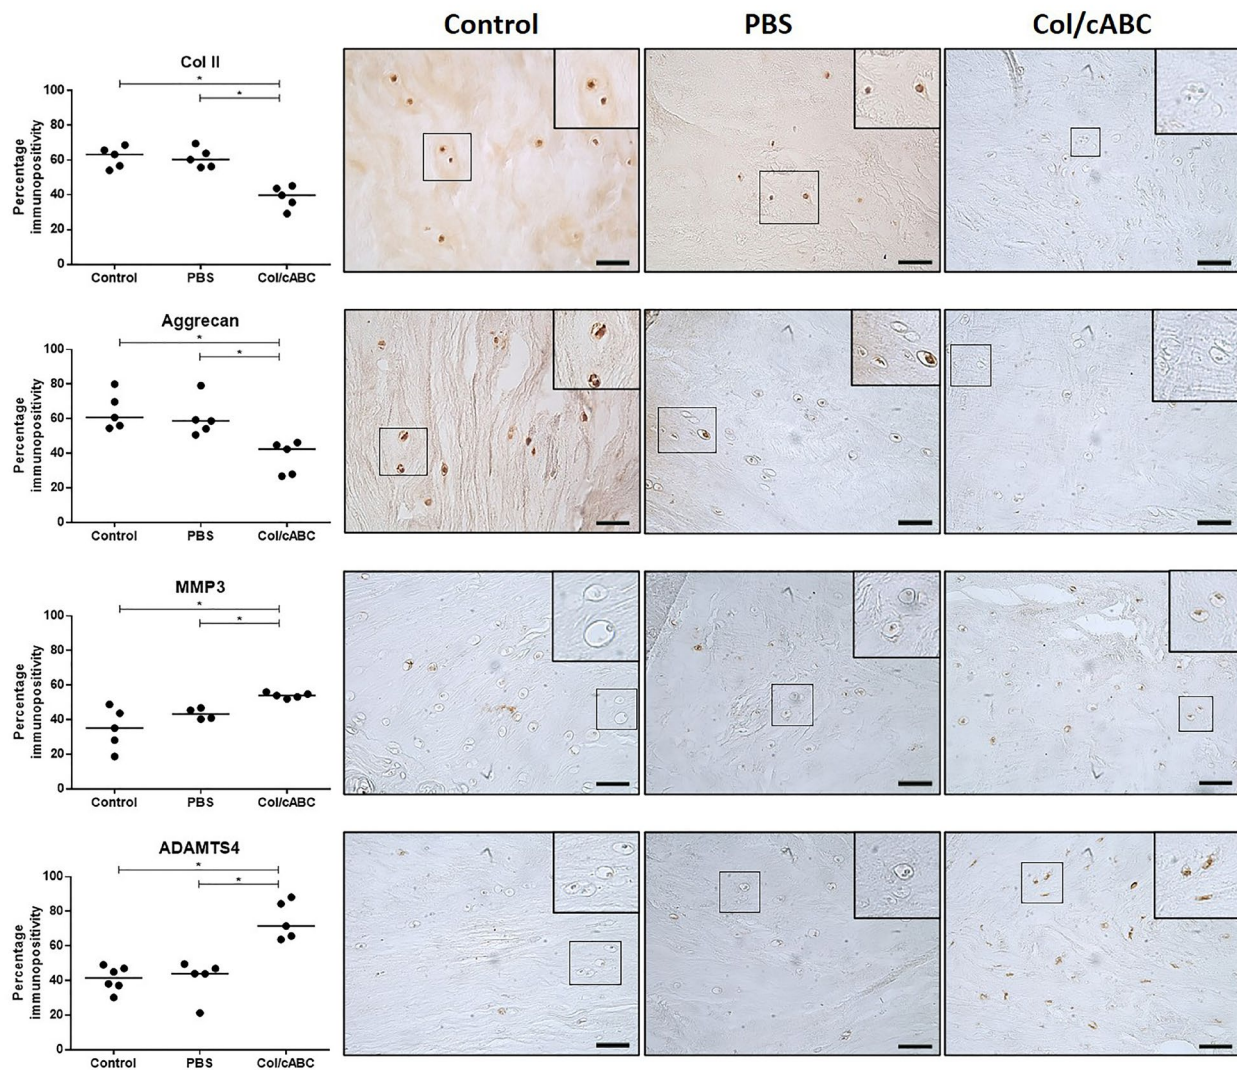 Control PBS Col/cABC
Col II
*
*
Percentage
immunopositivity
100
80
60
40
20
0
Control PBS Col/cABC
Aggrecan
*
*
Percentage
immunopositivity
100
80
60
40
20
0
Control PBS Col/cABC
MMP3
*
*
Percentage
immunopositivity
100
80
60
40
20
0
Control PBS Col/cABC
ADAMTS4
*
*
Percentage
immunopositivity
100
80
60
40
20
0
Control PBS Col/cABC